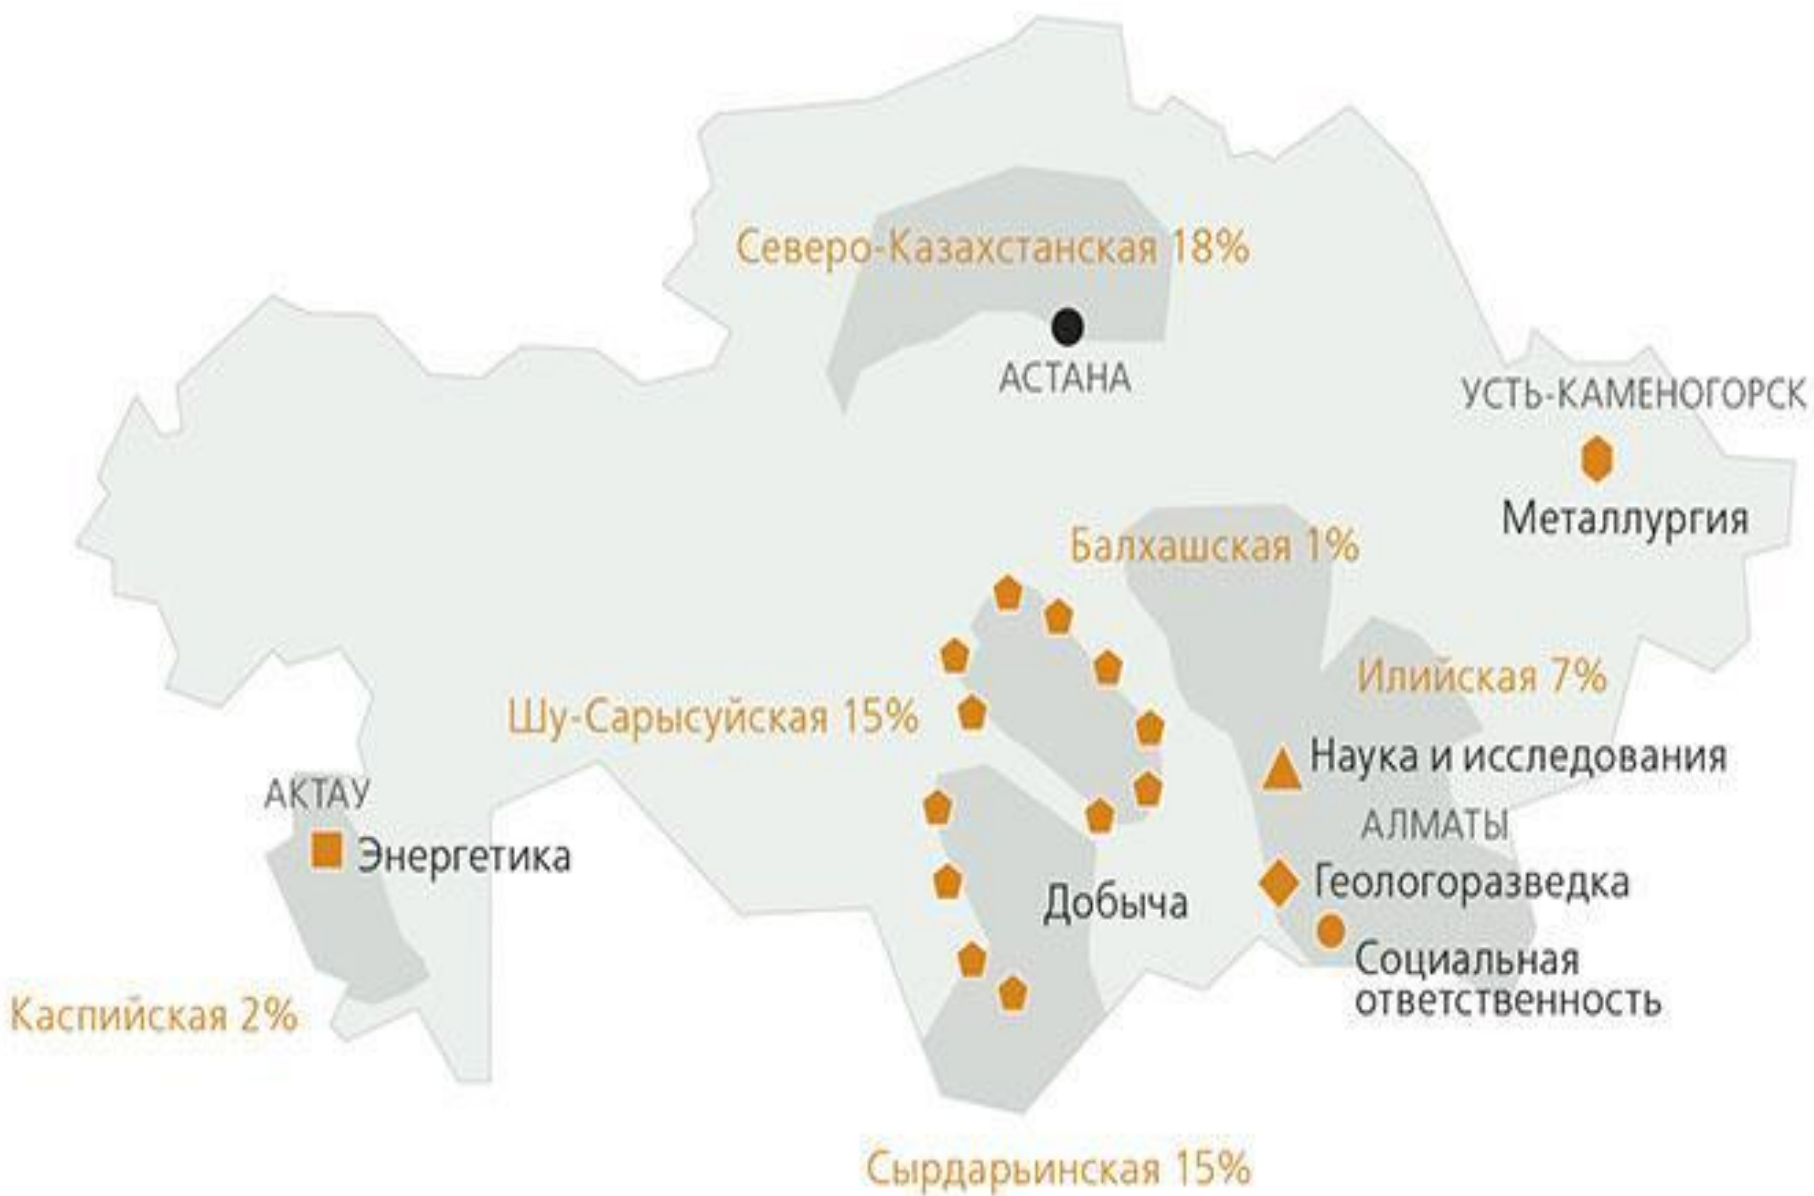 Северо-Казахстанская 18%
АСТАНА
УСТЬ-КАМЕНОГОРСК
Металлургия
Балхашская 1%
Илийская 7%
Шу-Сарысуйская 15%
Наука и исследования
АКТАУ
АЛМАТЫ
Энергетика
Геологоразведка
Добыча
Социальная
ответственность
Каспийская 2%
Сырдарьинская 15%